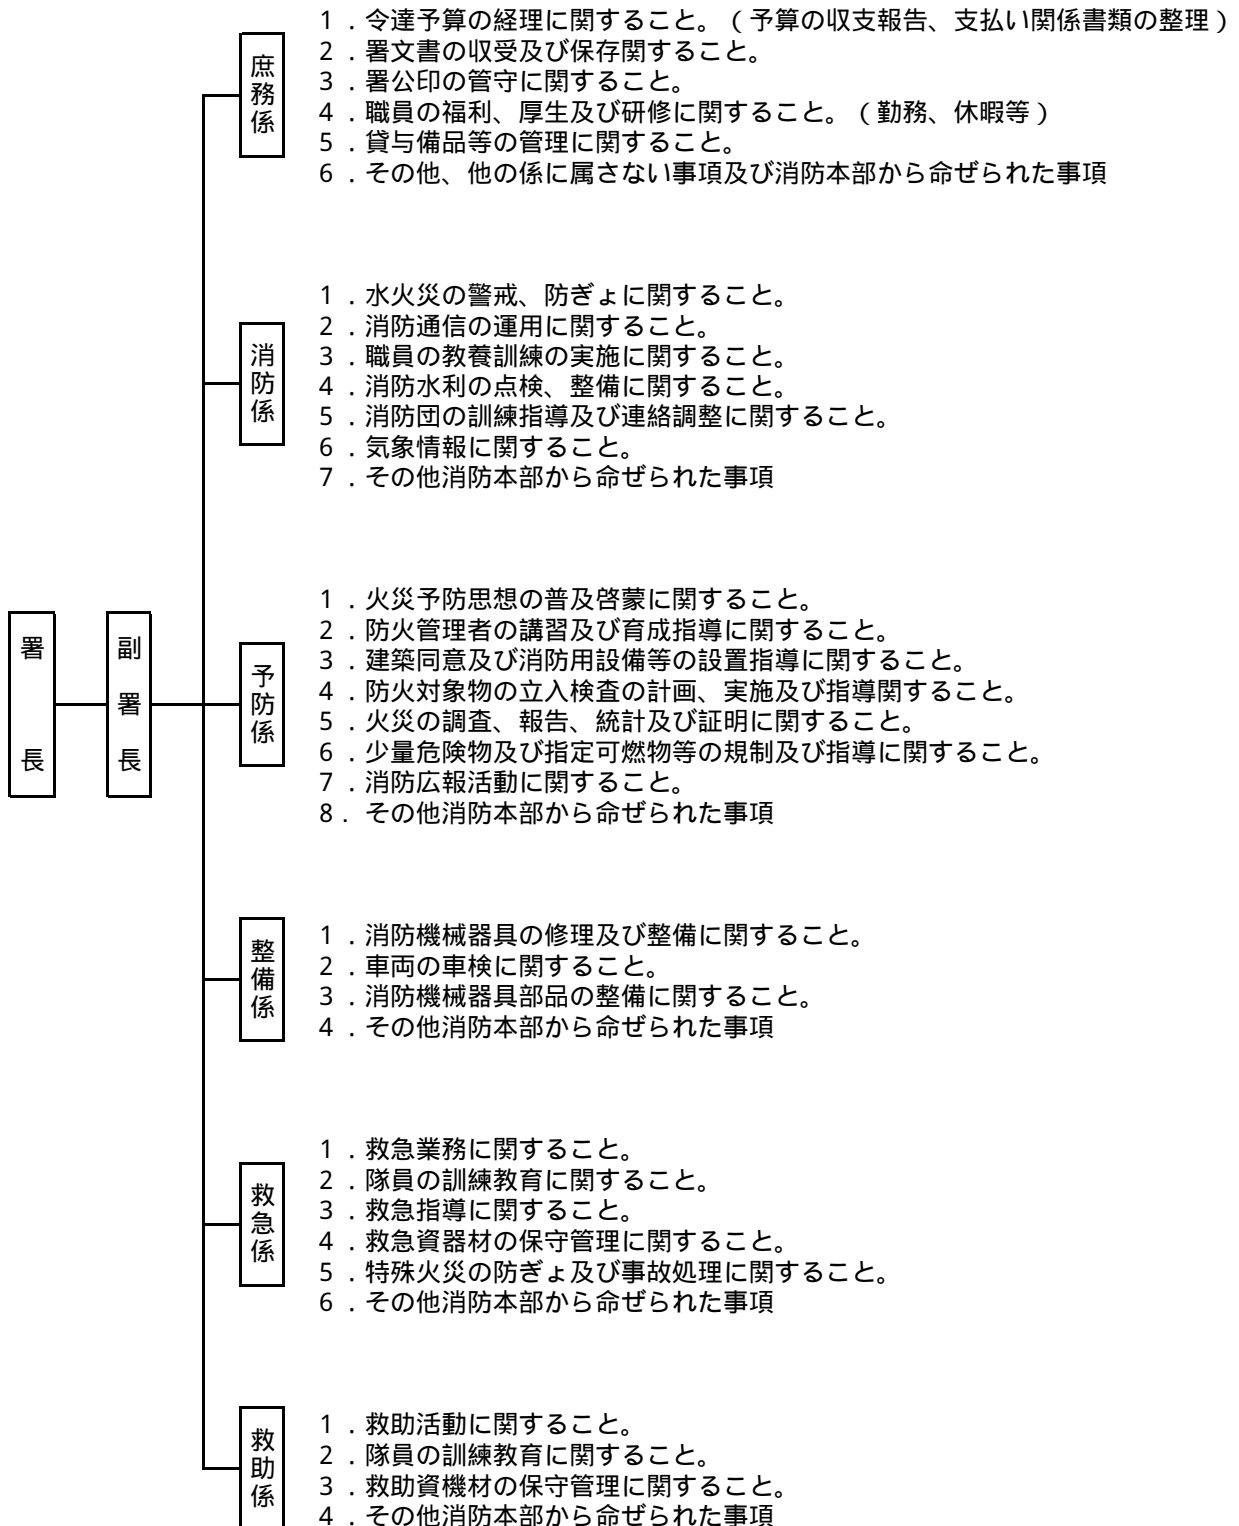 署長
副署長
庶務係
1．令達予算の経理に関すること。(予算の収支報告、支払い関係書類の整理)
2．署文書の収受及び保存関すること。
3．署公印の管守に関すること。
4．職員の福利、厚生及び研修に関すること。(勤務、休暇等)
5．貸与備品等の管理に関すること。
6．その他、他の係に属さない事項及び消防本部から命ぜられた事項
消防係
1．水火災の警戒、防ぎょに関すること。
2．消防通信の運用に関すること。
3．職員の教養訓練の実施に関すること。
4．消防水利の点検、整備に関すること。
5．消防団の訓練指導及び連絡調整に関すること。
6．気象情報に関すること。
7．その他消防本部から命ぜられた事項
予防係
1．火災予防思想の普及啓蒙に関すること。
2．防火管理者の講習及び育成指導に関すること。
3．建築同意及び消防用設備等の設置指導に関すること。
4．防火対象物の立入検査の計画、実施及び指導関すること。
5．火災の調査、報告、統計及び証明に関すること。
6．少量危険物及び指定可燃物等の規制及び指導に関すること。
7．消防広報活動に関すること。
8．その他消防本部から命ぜられた事項
整備係
1．消防機械器具の修理及び整備に関すること。
2．車両の車検に関すること。
3．消防機械器具部品の整備に関すること。
4．その他消防本部から命ぜられた事項
救急係
1．救急業務に関すること。
2．隊員の訓練教育に関すること。
3．救急指導に関すること。
4．救急資器材の保守管理に関すること。
5．特殊火災の防ぎょ及び事故処理に関すること。
6．その他消防本部から命ぜられた事項
救助係
1．救助活動に関すること。
2．隊員の訓練教育に関すること。
3．救助資機材の保守管理に関すること。
4．その他消防本部から命ぜられた事項